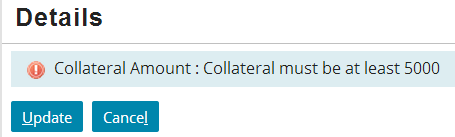 Details
Collateral Amount : Collateral must be at least 5000
Update Cancel